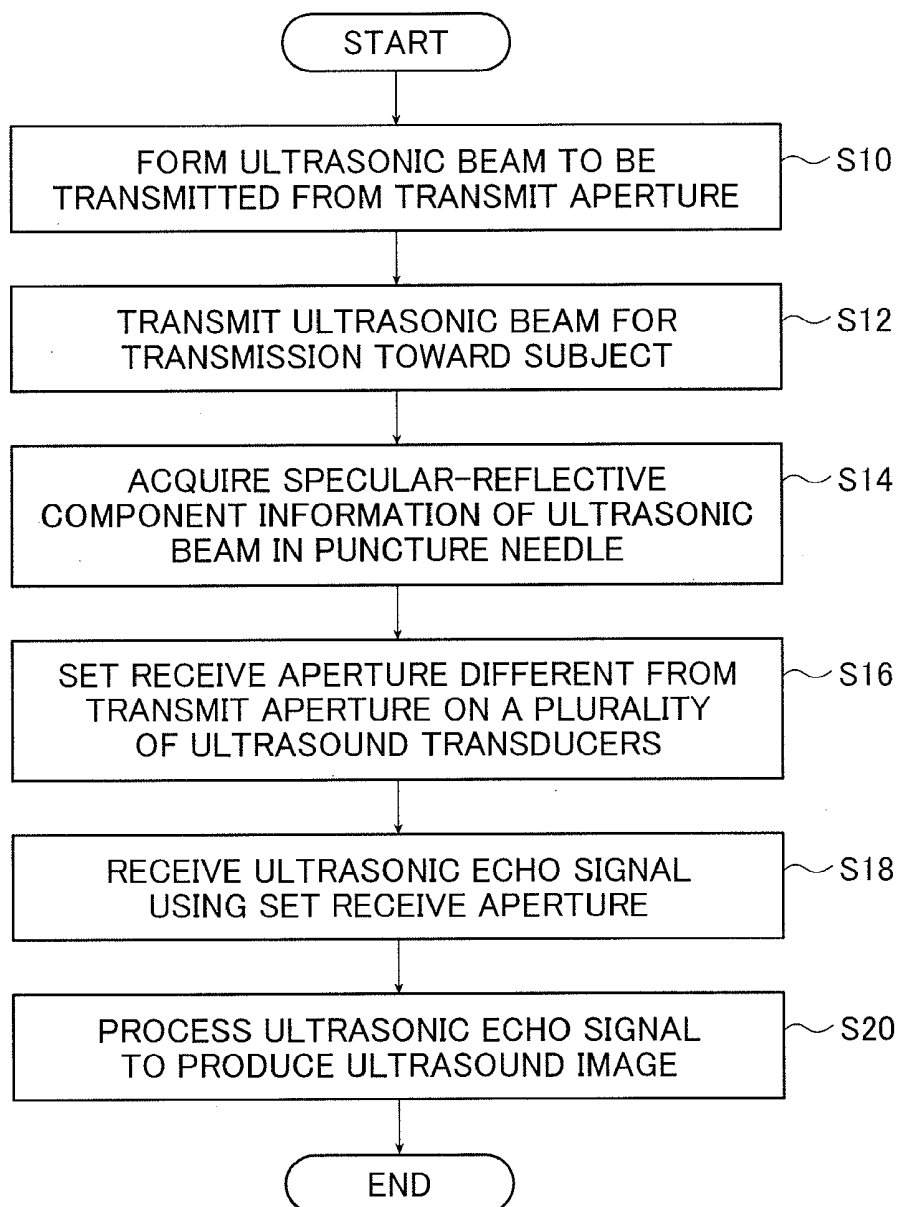 START
FORM ULTRASONIC BEAM TO BE
TRANSMITTED FROM TRANSMIT APERTURE
S10
TRANSMIT ULTRASONIC BEAM FOR
TRANSMISSION TOWARD SUBJECT
S12
ACQUIRE SPECULAR-REFLECTIVE
COMPONENT INFORMATION OF ULTRASONIC
BEAM IN PUNCTURE NEEDLE
S14
SET RECEIVE APERTURE DIFFERENT FROM
TRANSMIT APERTURE ON A PLURALITY
OF ULTRASOUND TRANSDUCERS
S16
RECEIVE ULTRASONIC ECHO SIGNAL
USING SET RECEIVE APERTURE
S18
PROCESS ULTRASONIC ECHO SIGNAL
TO PRODUCE ULTRASOUND IMAGE
S20
END